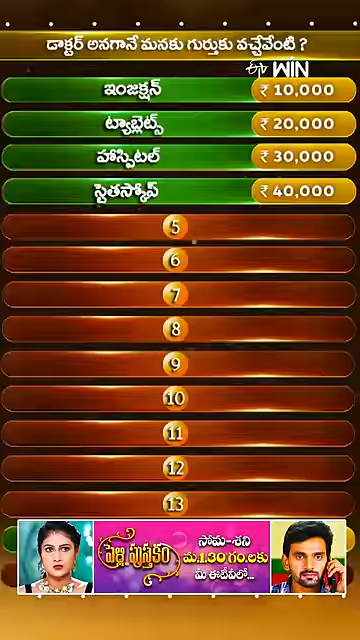 డాక్టర్ అనగానే మనకు గుర్తుకు వచ్చేవేంటి ?
ఈటీవీ WIN
ఇంజక్షన్ ₹ 10,000
ట్యాబ్లెట్స్ ₹ 20,000
హాస్పిటల్ ₹ 30,000
స్టెతస్కోప్ ₹ 40,000
5
6
7
8
9
10
11
12
13
పెళ్లి పుస్తకం
సోమ-శని
మ.1.30 గం.లకు
మీ ఈటీవీలో...